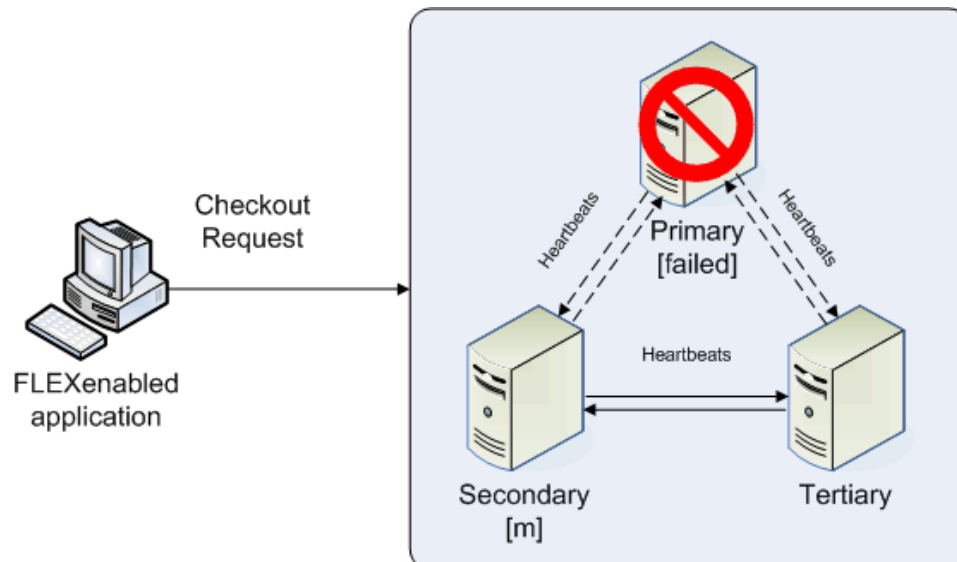 Checkout
Request
FLEXenabled
application
Primary
[failed]
Heartbeats
Heartbeats
Heartbeats
Secondary
[m]
Tertiary